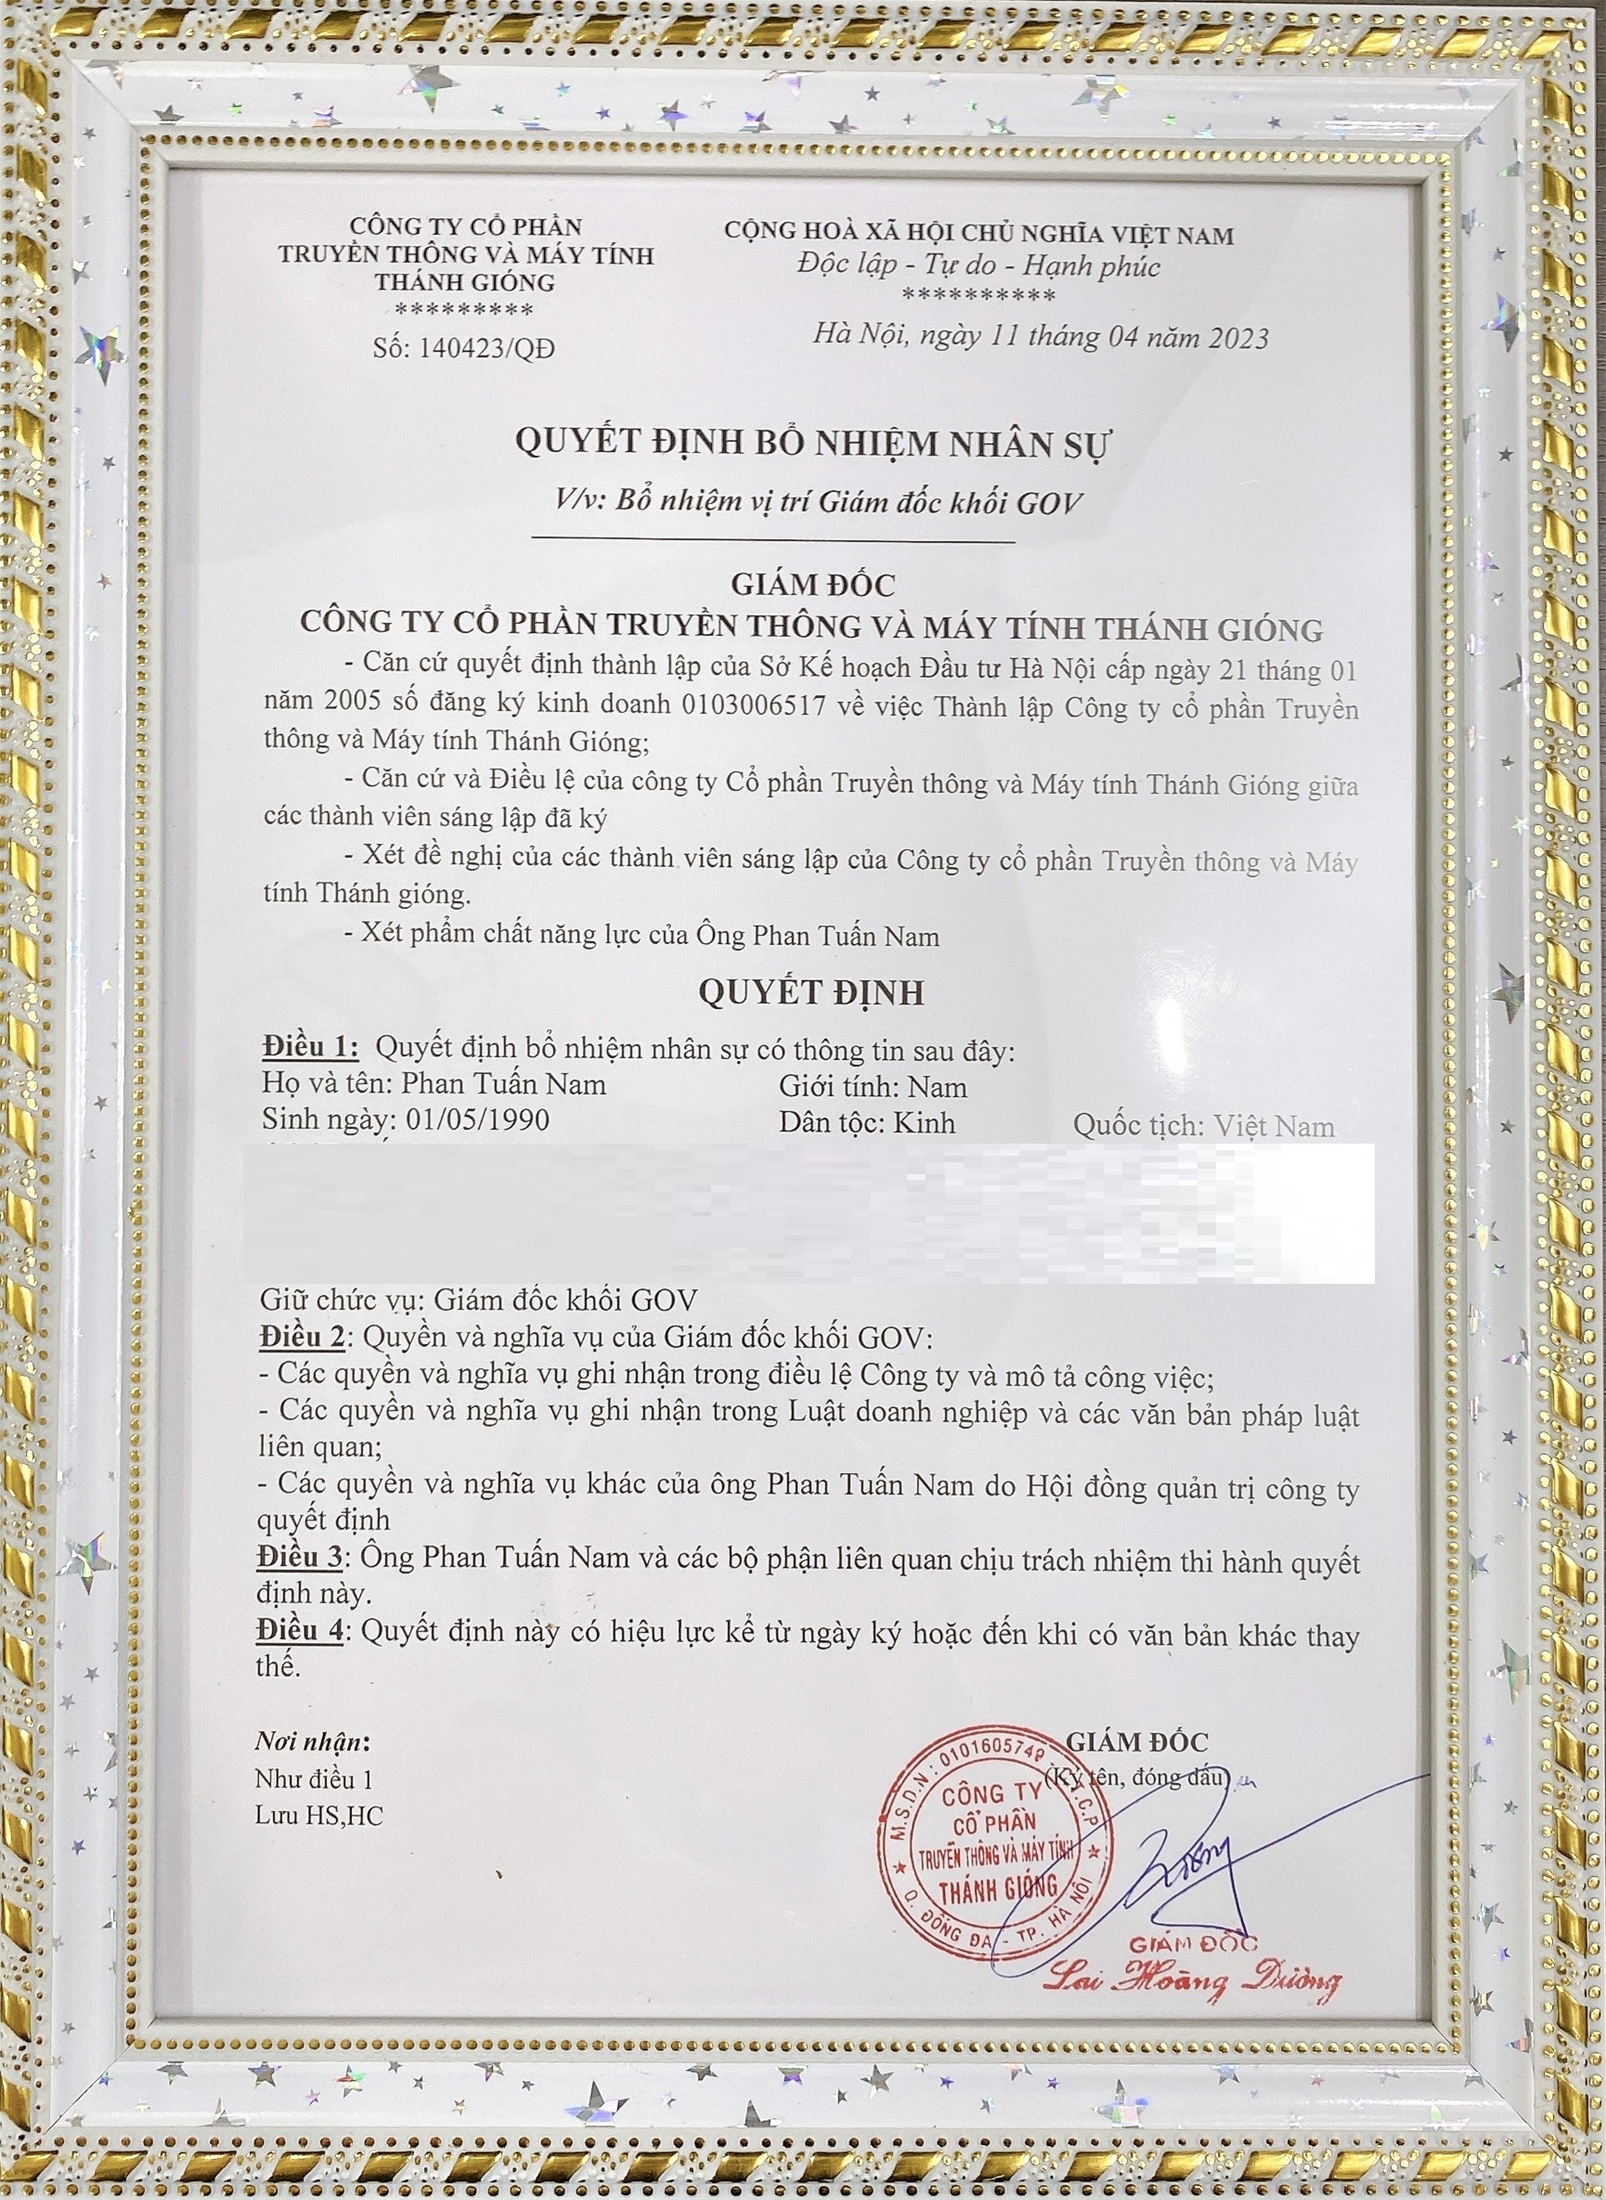 CÔNG TY CỔ PHẦN
TRUYỀN THÔNG VÀ MÁY TÍNH
THÁNH GIÓNG
*********
Số: 140423/QĐ
CỘNG HOÀ XÃ HỘI CHỦ NGHĨA VIỆT NAM
Độc lập - Tự do - Hạnh phúc
**********
Hà Nội, ngày 11 tháng 04 năm 2023
QUYẾT ĐỊNH BỔ NHIỆM NHÂN SỰ
V/v: Bổ nhiệm vị trí Giám đốc khối GOV
GIÁM ĐỐC
CÔNG TY CỔ PHẦN TRUYỀN THÔNG VÀ MÁY TÍNH THÁNH GIÓNG
- Căn cứ quyết định thành lập của Sở Kế hoạch Đầu tư Hà Nội cấp ngày 21 tháng 01
năm 2005 số đăng ký kinh doanh 0103006517 về việc Thành lập Công ty cổ phần Truyền
thông và Máy tính Thánh Gióng;
- Căn cứ và Điều lệ của công ty Cổ phần Truyền thông và Máy tính Thánh Gióng giữa
các thành viên sáng lập đã ký
- Xét đề nghị của các thành viên sáng lập của Công ty cổ phần Truyền thông và Máy
tính Thánh gióng.
- Xét phẩm chất năng lực của Ông Phan Tuấn Nam
QUYẾT ĐỊNH
Điều 1: Quyết định bổ nhiệm nhân sự có thông tin sau đây:
Họ và tên: Phan Tuấn Nam Giới tính: Nam
Sinh ngày: 01/05/1990 Dân tộc: Kinh Quốc tịch: Việt Nam
Giữ chức vụ: Giám đốc khối GOV
Điều 2: Quyền và nghĩa vụ của Giám đốc khối GOV:
- Các quyền và nghĩa vụ ghi nhận trong điều lệ Công ty và mô tả công việc;
- Các quyền và nghĩa vụ ghi nhận trong Luật doanh nghiệp và các văn bản pháp luật
liên quan;
- Các quyền và nghĩa vụ khác của ông Phan Tuấn Nam do Hội đồng quản trị công ty
quyết định
Điều 3: Ông Phan Tuấn Nam và các bộ phận liên quan chịu trách nhiệm thi hành quyết
định này.
Điều 4: Quyết định này có hiệu lực kể từ ngày ký hoặc đến khi có văn bản khác thay
thế.
Nơi nhận:
Như điều 1
Lưu HS,HC
GIÁM ĐỐC
(Ký tên, đóng dấu)
M.S.D.N: 0101605749 C.T.C.P
CÔNG TY
CỔ PHẦN
TRUYỀN THÔNG VÀ MÁY TÍNH
THÁNH GIÓNG
Q. ĐỐNG ĐA - TP. HÀ NỘI
GIÁM ĐỐC
Lại Hoàng Dương